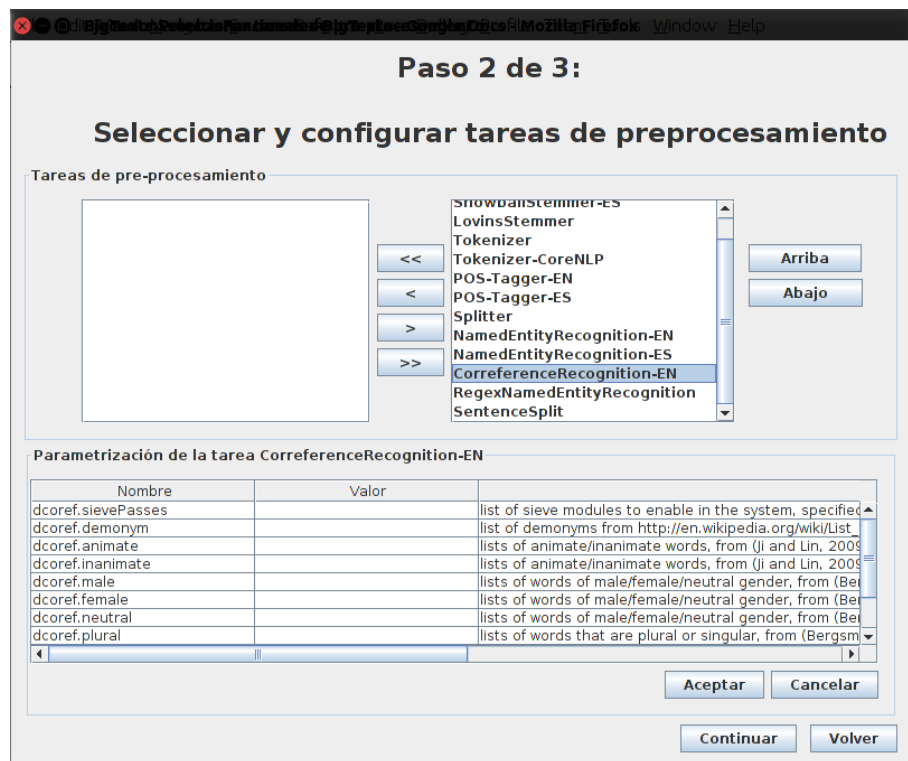 Window Help
Paso 2 de 3:
Seleccionar y configurar tareas de preprocesamiento
Tareas de pre-procesamiento
SnowballStemmer-ES
LovinsStemmer
Tokenizer
Tokenizer-CoreNLP
POS-Tagger-EN
POS-Tagger-ES
Splitter
NamedEntityRecognition-EN
NamedEntityRecognition-ES
CorreferenceRecognition-EN
RegexNamedEntityRecognition
SentenceSplit
<<
<
>
>>
Arriba
Abajo
Parametrización de la tarea CorreferenceRecognition-EN
Nombre Valor
dcoref.sievePasses list of sieve modules to enable in the system, specified
dcoref.demonym list of demonyms from http://en.wikipedia.org/wiki/List_
dcoref.animate lists of animate/inanimate words, from (Ji and Lin, 2009
dcoref.inanimate lists of animate/inanimate words, from (Ji and Lin, 2009
dcoref.male lists of words of male/female/neutral gender, from (Ber
dcoref.female lists of words of male/female/neutral gender, from (Ber
dcoref.neutral lists of words of male/female/neutral gender, from (Ber
dcoref.plural lists of words that are plural or singular, from (Bergsm
Aceptar Cancelar
Continuar Volver